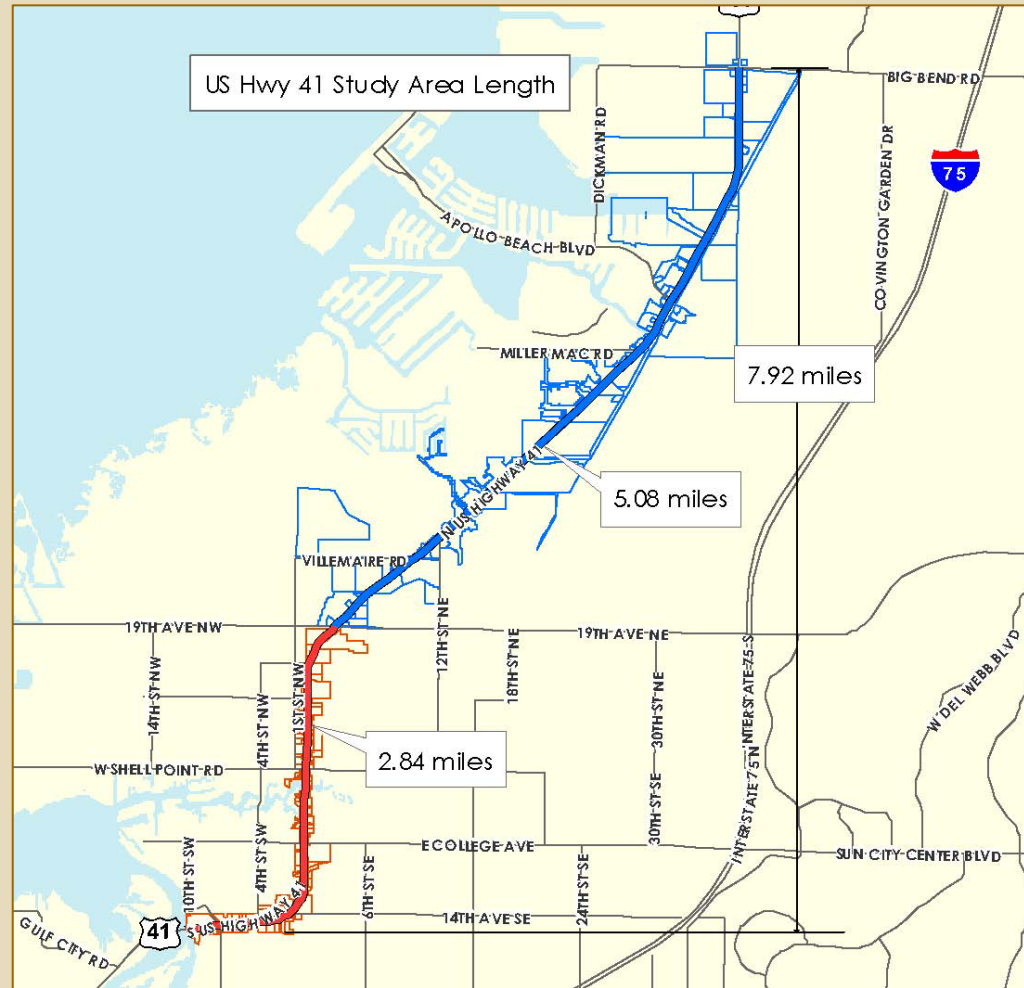 US Hwy 41 Study Area Length
BIG BEND RD
DICKMAN RD
COVINGTON GARDEN DR
75
APOLLO BEACH BLVD
MILLER MAC RD
7.92 miles
N US HIGHWAY 41
5.08 miles
VILLEMAIRE RD
19TH AVE NW
19TH AVE NE
12TH ST NE
18TH ST NE
14TH ST NW
4TH ST NW
1ST ST NW
30TH ST NE
INTERSTATE 75 S
INTERSTATE 75 N
W DEL WEBB BLVD
2.84 miles
W SHELL POINT RD
30TH ST SE
E COLLEGE AVE
SUN CITY CENTER BLVD
10TH ST SW
4TH ST SW
6TH ST SE
24TH ST SE
14TH AVE SE
S US HIGHWAY 41
41
GULF CITY RD